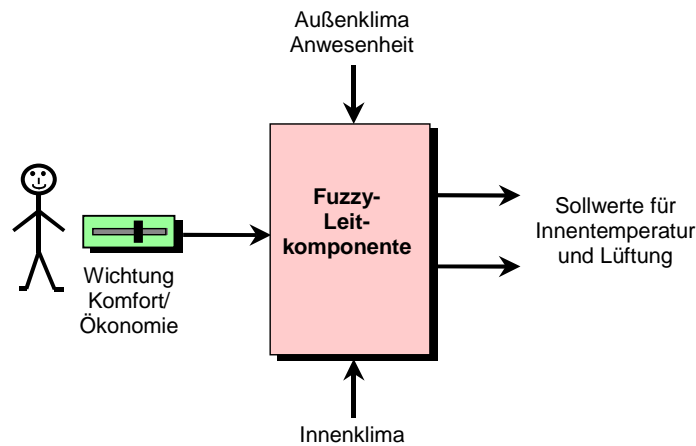 Außenklima
Anwesenheit
Fuzzy-
Leit-
komponente
Sollwerte für
Innentemperatur
und Lüftung
Wichtung
Komfort/
Ökonomie
Innenklima